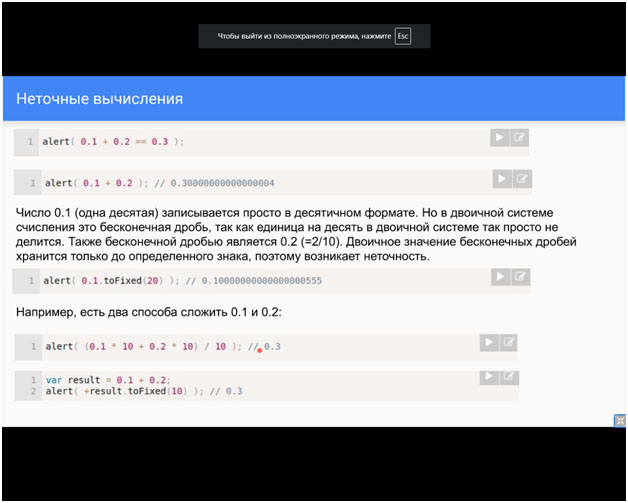 Чтобы выйти из полноэкранного режима, нажмите Esc
Неточные вычисления
1 alert( 0.1 + 0.2 == 0.3 );
1 alert( 0.1 + 0.2 ); // 0.30000000000000004
Число 0.1 (одна десятая) записывается просто в десятичном формате. Но в двоичной системе
счисления это бесконечная дробь, так как единица на десять в двоичной системе так просто не
делится. Также бесконечной дробью является 0.2 (=2/10). Двоичное значение бесконечных дробей
хранится только до определенного знака, поэтому возникает неточность.
1 alert( 0.1.toFixed(20) ); // 0.10000000000000000555
Например, есть два способа сложить 0.1 и 0.2:
1 alert( (0.1 * 10 + 0.2 * 10) / 10 ); // 0.3
1 var result = 0.1 + 0.2;
2 alert( +result.toFixed(10) ); // 0.3